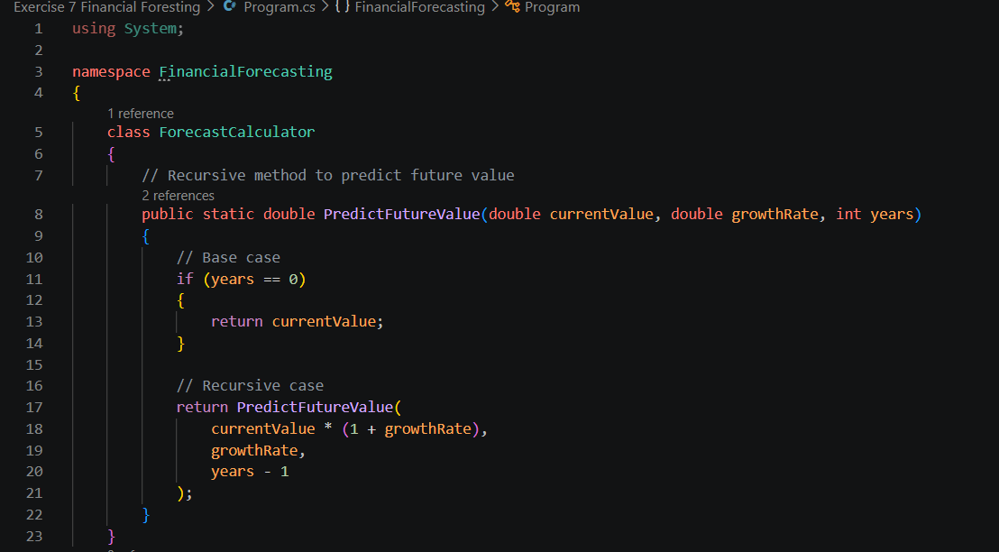 Exercise 7 Financial Foresting > C# Program.cs > {} FinancialForecasting > Program
1 using System;
2
3 namespace FinancialForecasting
4 {
1 reference
5 class ForecastCalculator
6 {
7 // Recursive method to predict future value
2 references
8 public static double PredictFutureValue(double currentValue, double growthRate, int years)
9 {
10 // Base case
11 if (years == 0)
12 {
13 return currentValue;
14 }
15
16 // Recursive case
17 return PredictFutureValue(
18 currentValue * (1 + growthRate),
19 growthRate,
20 years - 1
21 );
22 }
23 }